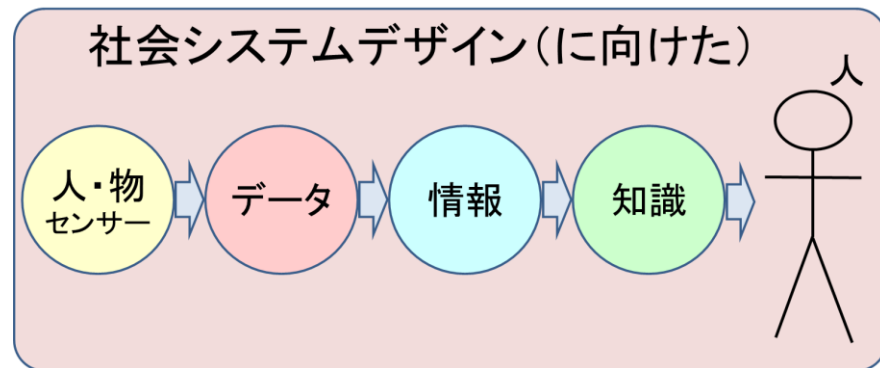 社会システムデザイン（に向けた）
人
人・物
センサー
データ
情報
知識